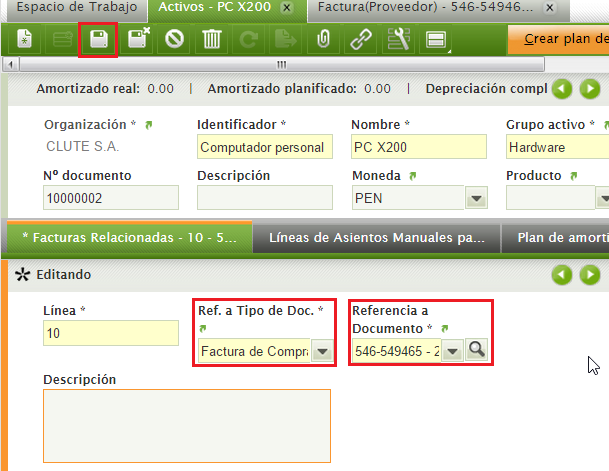 Espacio de Trabajo Activos - PC X200 x Factura(Proveedor) - 546-54946... x
Crear plan de
Amortizado real: 0.00 | Amortizado planificado: 0.00 | Depreciación compl
Organización * Identificador * Nombre * Grupo activo *
CLUTE S.A. Computador personal PC X200 Hardware
Nº documento Descripción Moneda Producto
10000002 PEN
* Facturas Relacionadas - 10 - 5... Líneas de Asientos Manuales pa... Plan de amorti
Editando
Línea * Ref. a Tipo de Doc. * Referencia a
Documento *
10 Factura de Compra 546-549465 - 2
Descripción